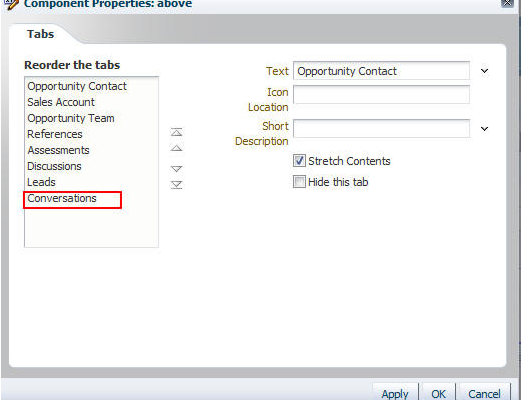 Component Properties: above
Tabs
Reorder the tabs
Opportunity Contact
Sales Account
Opportunity Team
References
Assessments
Discussions
Leads
Conversations
Text Opportunity Contact
Icon
Location
Short
Description
Stretch Contents
Hide this tab
Apply OK Cancel